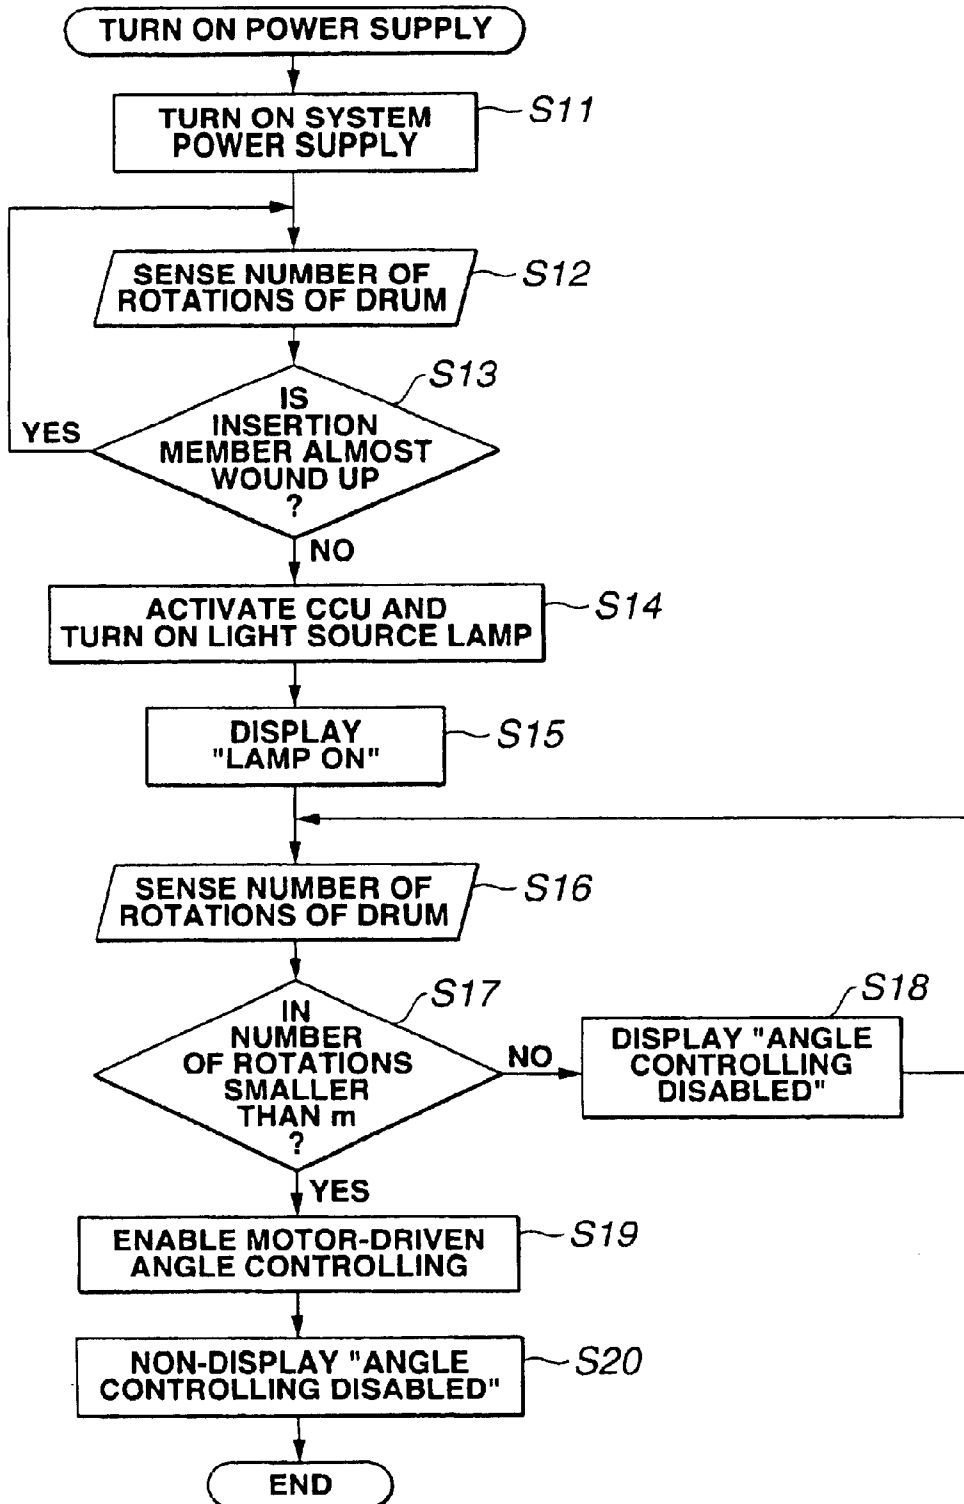 TURN ON POWER SUPPLY
TURN ON SYSTEM
POWER SUPPLY
S11
SENSE NUMBER OF
ROTATIONS OF DRUM
S12
S13
IS
INSERTION
MEMBER ALMOST
WOUND UP
?
YES
NO
ACTIVATE CCU AND
TURN ON LIGHT SOURCE LAMP
S14
DISPLAY
"LAMP ON"
S15
SENSE NUMBER OF
ROTATIONS OF DRUM
S16
S17
IN
NUMBER
OF ROTATIONS
SMALLER
THAN m
?
NO
S18
DISPLAY "ANGLE
CONTROLLING
DISABLED"
YES
ENABLE MOTOR-DRIVEN
ANGLE CONTROLLING
S19
NON-DISPLAY "ANGLE
CONTROLLING DISABLED"
S20
END